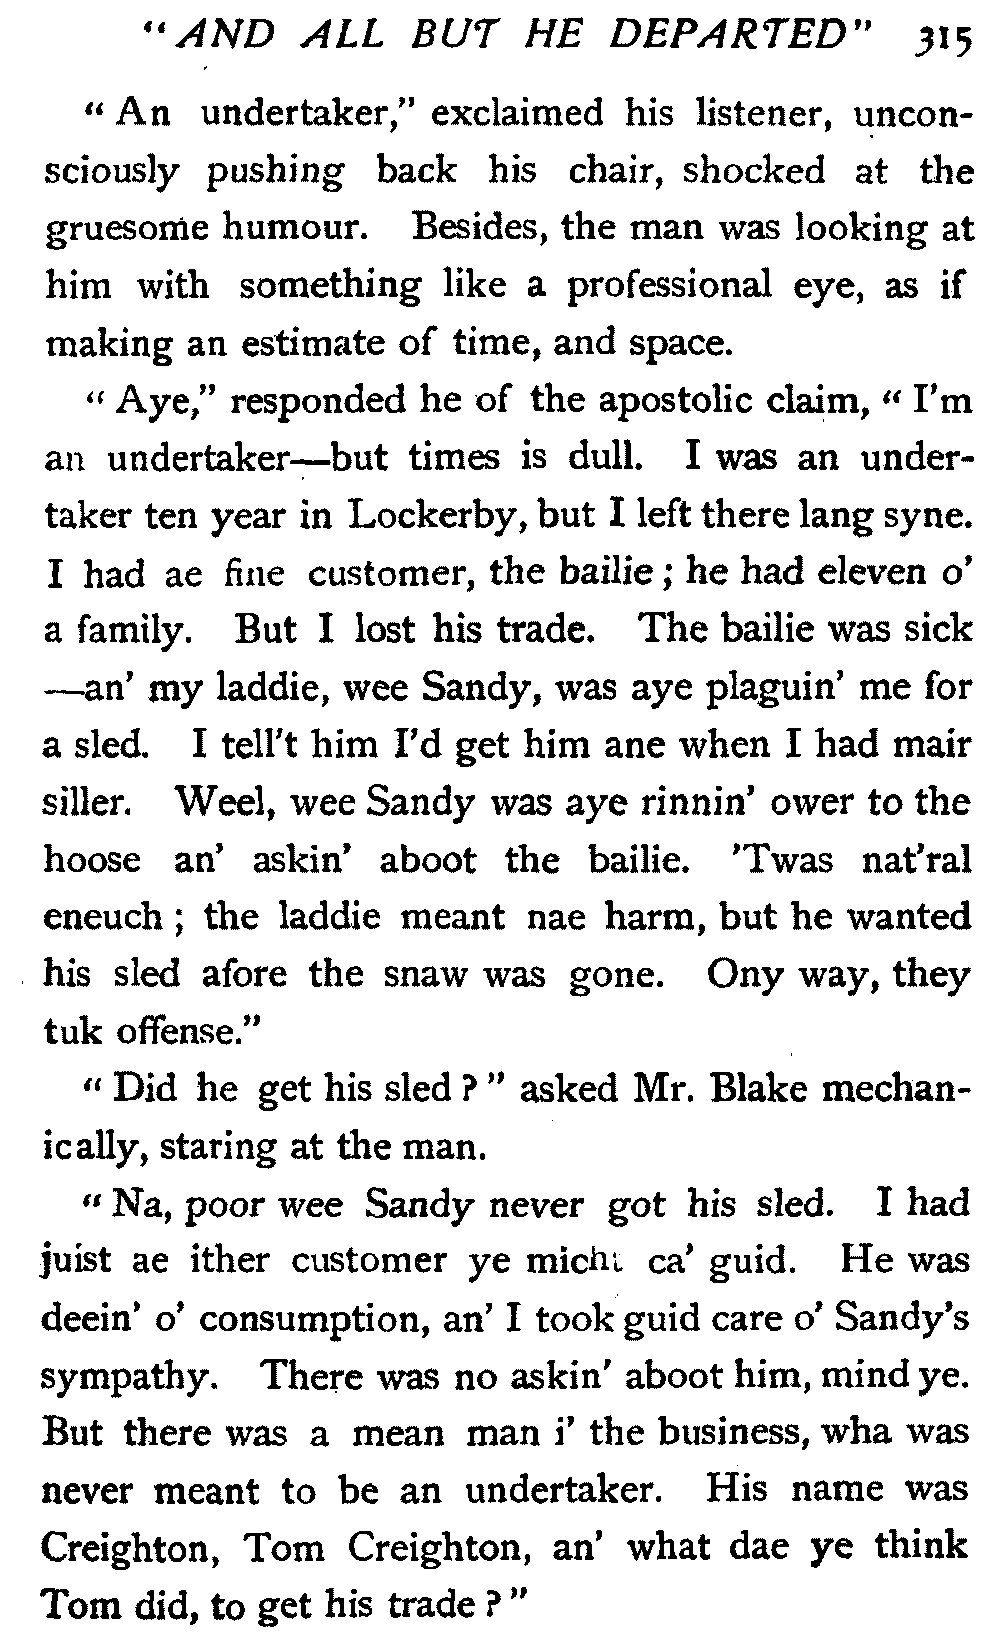 "AND ALL BUT HE DEPARTED" 315
" An undertaker," exclaimed his listener, uncon-
sciously pushing back his chair, shocked at the
gruesome humour. Besides, the man was looking at
him with something like a professional eye, as if
making an estimate of time, and space.
" Aye," responded he of the apostolic claim, " I'm
an undertaker—but times is dull. I was an under-
taker ten year in Lockerby, but I left there lang syne.
I had ae fine customer, the bailie ; he had eleven o'
a family. But I lost his trade. The bailie was sick
—an' my laddie, wee Sandy, was aye plaguin' me for
a sled. I tell't him I'd get him ane when I had mair
siller. Weel, wee Sandy was aye rinnin' ower to the
hoose an' askin' aboot the bailie. 'Twas nat'ral
eneuch ; the laddie meant nae harm, but he wanted
his sled afore the snaw was gone. Ony way, they
tuk offense."
" Did he get his sled ? " asked Mr. Blake mechan-
ically, staring at the man.
" Na, poor wee Sandy never got his sled. I had
juist ae ither customer ye micht ca' guid. He was
deein' o' consumption, an' I took guid care o' Sandy's
sympathy. There was no askin' aboot him, mind ye.
But there was a mean man i' the business, wha was
never meant to be an undertaker. His name was
Creighton, Tom Creighton, an' what dae ye think
Tom did, to get his trade ? "